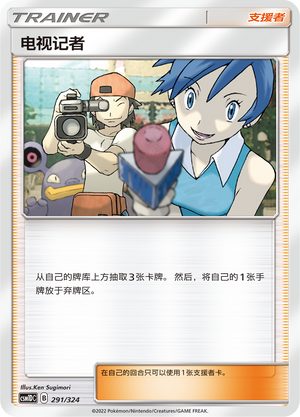 TRAINER 支援者
电视记者
从自己的牌库上方抽取3张卡牌。然后，将自己的1张手
牌放于弃牌区。
Illus.Ken Sugimori
CSM1DC B 291/324
在自己的回合只可以使用1张支援者卡。
©2022 Pokémon/Nintendo/Creatures/GAME FREAK.